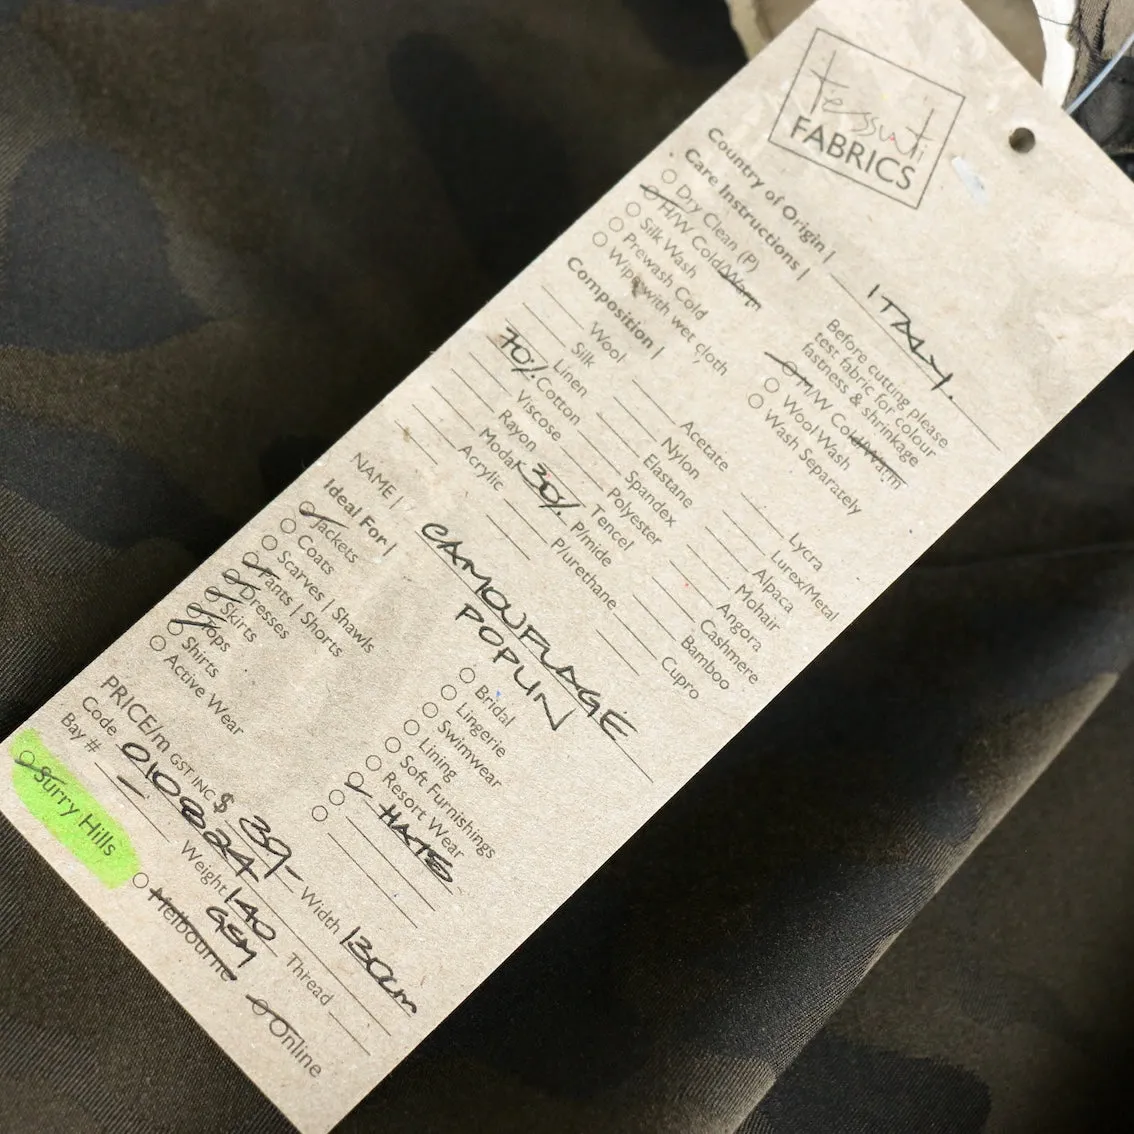 tessuti
FABRICS
Country of Origin | ITALY.
Care Instructions |
Dry Clean (P)
H/W Cold/Warm
Silk Wash
Prewash Cold
Wipe with wet cloth
Before cutting please
test fabric for colour
fastness & shrinkage
M/W Cold/Warm
Wool Wash
Wash Separately
Composition |
Wool
Silk
Linen
70% Cotton
Viscose
Rayon
Modal
Acrylic
Acetate
Nylon
Elastane
Spandex
Polyester
Tencel
30% P/mide
P/urethane
Lycra
Lurex/Metal
Alpaca
Mohair
Angora
Cashmere
Bamboo
Cupro
NAME | CAMOUFLAGE
POPLIN
Ideal For |
Jackets
Coats
Scarves | Shawls
Pants | Shorts
Dresses
Skirts
Tops
Shirts
Active Wear
Bridal
Lingerie
Swimwear
Lining
Soft Furnishings
Resort Wear
HATS
PRICE/m GST INC $ 39- Width 130cm
Code 0108224 Weight 140 GSM Thread
Bay # -
Surry Hills
Melbourne
Online